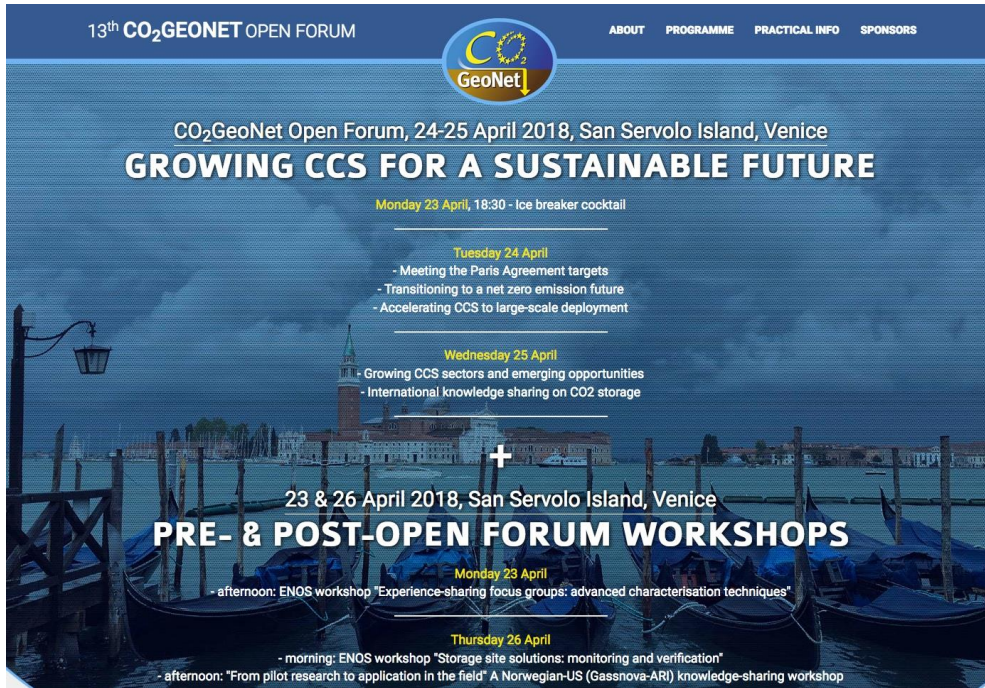 13th CO2GEONET OPEN FORUM
ABOUT PROGRAMME PRACTICAL INFO SPONSORS
CO2
GeoNet
CO2GeoNet Open Forum, 24-25 April 2018, San Servolo Island, Venice
GROWING CCS FOR A SUSTAINABLE FUTURE
Monday 23 April, 18:30 - Ice breaker cocktail
Tuesday 24 April
- Meeting the Paris Agreement targets
- Transitioning to a net zero emission future
- Accelerating CCS to large-scale deployment
Wednesday 25 April
- Growing CCS sectors and emerging opportunities
- International knowledge sharing on CO2 storage
+
23 & 26 April 2018, San Servolo Island, Venice
PRE- & POST-OPEN FORUM WORKSHOPS
Monday 23 April
- afternoon: ENOS workshop "Experience-sharing focus groups: advanced characterisation techniques"
Thursday 26 April
- morning: ENOS workshop "Storage site solutions: monitoring and verification"
- afternoon: "From pilot research to application in the field" A Norwegian-US (Gassnova-ARI) knowledge-sharing workshop